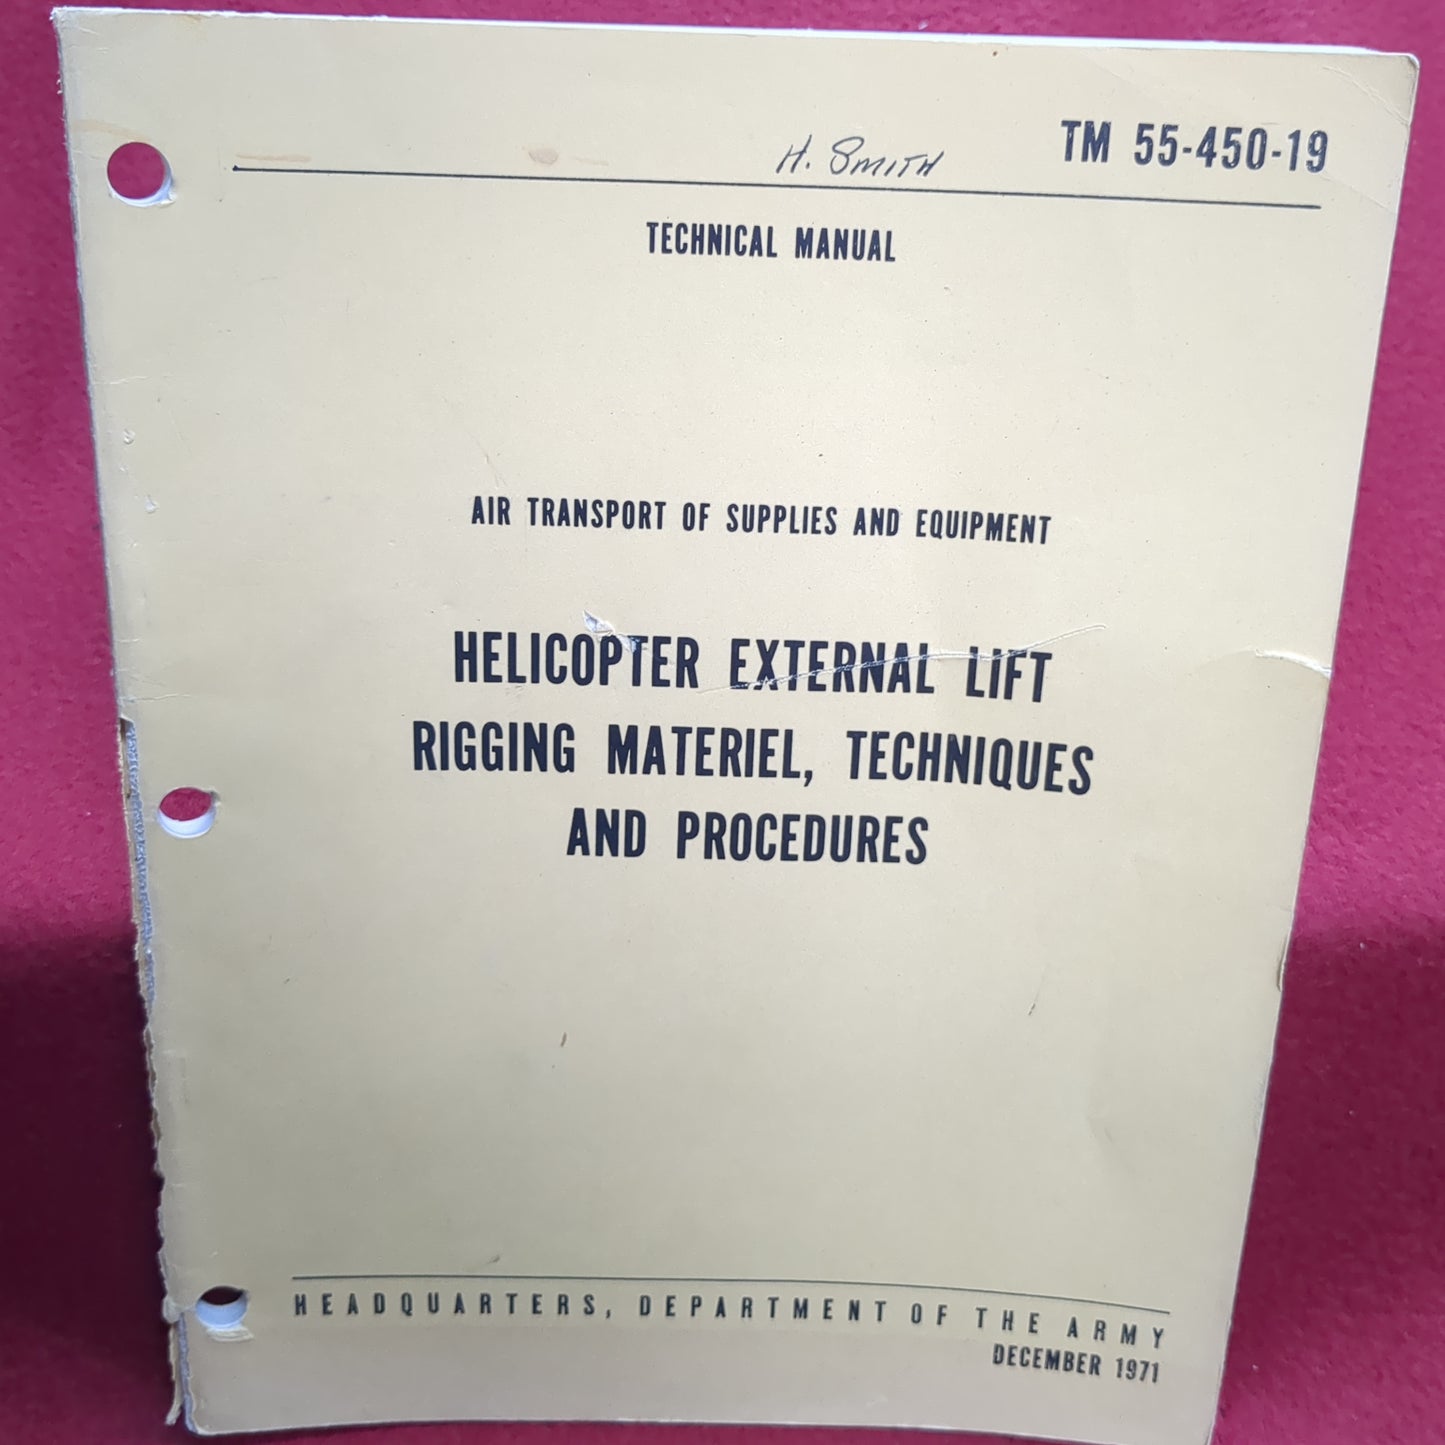 H. SMITH
TM 55-450-19
TECHNICAL MANUAL
AIR TRANSPORT OF SUPPLIES AND EQUIPMENT
HELICOPTER EXTERNAL LIFT
RIGGING MATERIEL, TECHNIQUES
AND PROCEDURES
HEADQUARTERS, DEPARTMENT OF THE ARMY
DECEMBER 1971